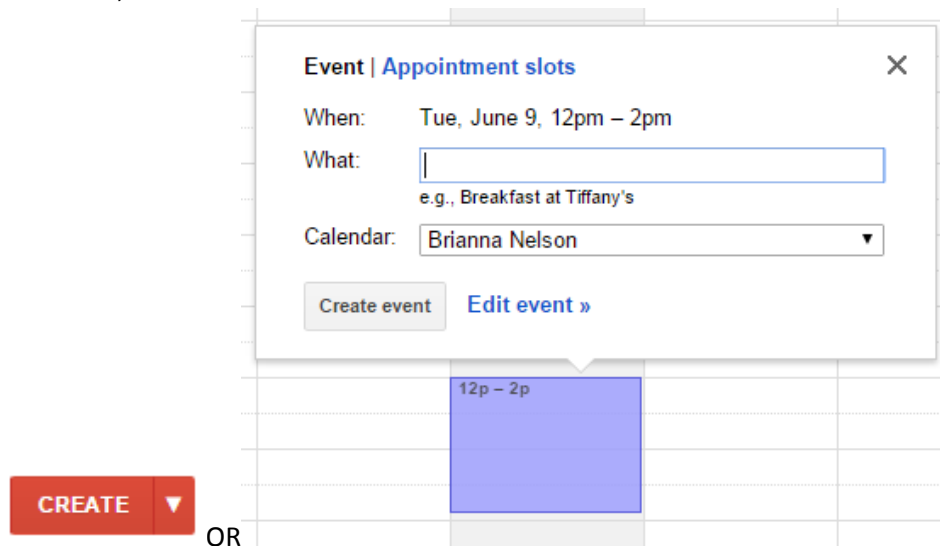 Event | Appointment slots
When: Tue, June 9, 12pm – 2pm
What:
e.g., Breakfast at Tiffany's
Calendar: Brianna Nelson
Create event Edit event »
12p – 2p
CREATE
OR